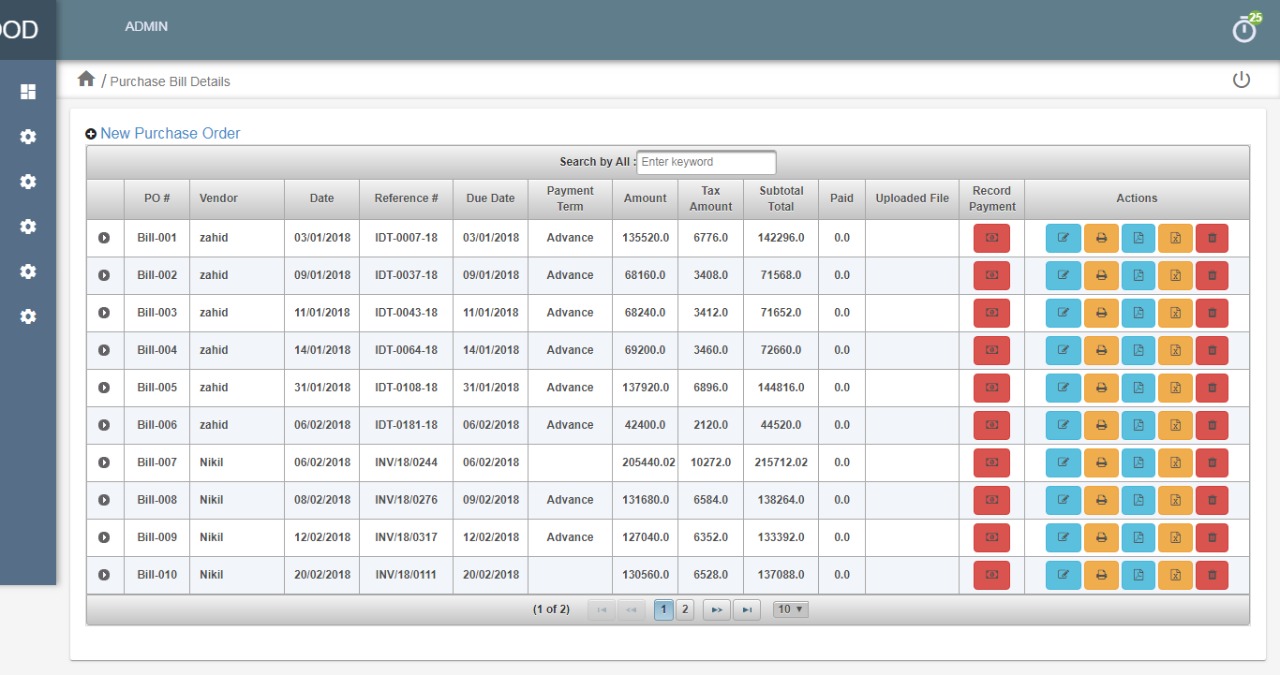 OOD ADMIN 25
/ Purchase Bill Details
New Purchase Order
Search by All : Enter keyword
PO # Vendor Date Reference # Due Date Payment Term Amount Tax Amount Subtotal Total Paid Uploaded File Record Payment Actions
Bill-001 zahid 03/01/2018 IDT-0007-18 03/01/2018 Advance 135520.0 6776.0 142296.0 0.0
Bill-002 zahid 09/01/2018 IDT-0037-18 09/01/2018 Advance 68160.0 3408.0 71568.0 0.0
Bill-003 zahid 11/01/2018 IDT-0043-18 11/01/2018 Advance 68240.0 3412.0 71652.0 0.0
Bill-004 zahid 14/01/2018 IDT-0064-18 14/01/2018 Advance 69200.0 3460.0 72660.0 0.0
Bill-005 zahid 31/01/2018 IDT-0108-18 31/01/2018 Advance 137920.0 6896.0 144816.0 0.0
Bill-006 zahid 06/02/2018 IDT-0181-18 06/02/2018 Advance 42400.0 2120.0 44520.0 0.0
Bill-007 Nikil 06/02/2018 INV/18/0244 06/02/2018 205440.02 10272.0 215712.02 0.0
Bill-008 Nikil 08/02/2018 INV/18/0276 09/02/2018 Advance 131680.0 6584.0 138264.0 0.0
Bill-009 Nikil 12/02/2018 INV/18/0317 12/02/2018 Advance 127040.0 6352.0 133392.0 0.0
Bill-010 Nikil 20/02/2018 INV/18/0111 20/02/2018 130560.0 6528.0 137088.0 0.0
(1 of 2) 1 2 10